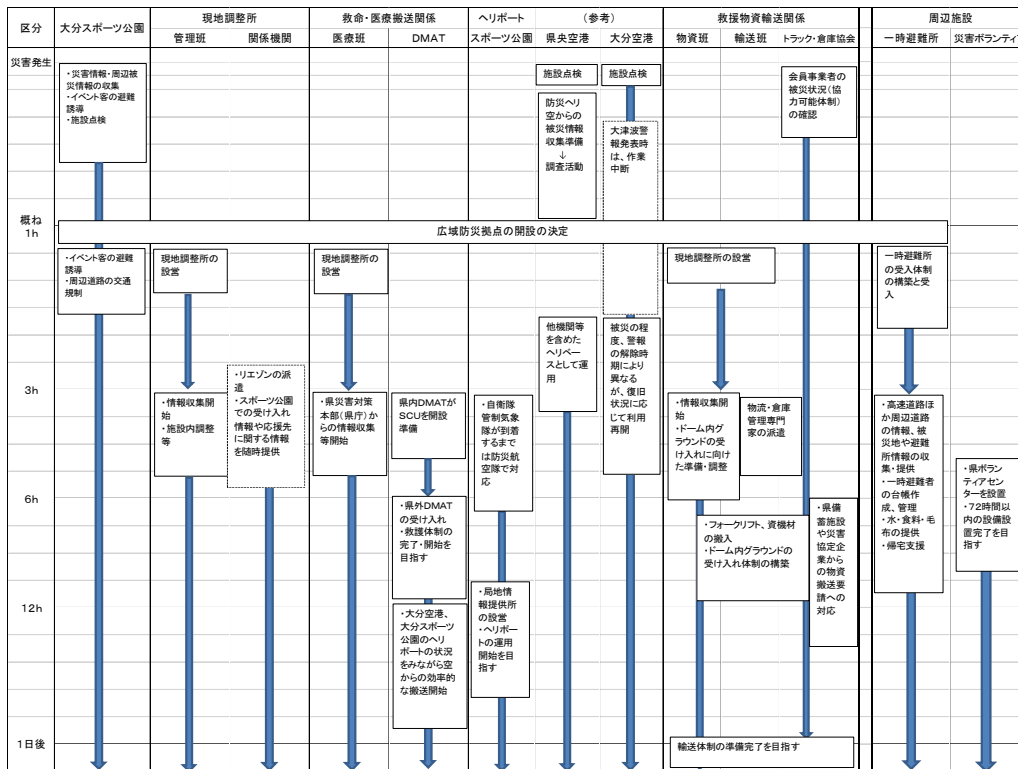 区分
大分スポーツ公園
現地調整所
管理班
関係機関
救命・医療搬送関係
医療班
DMAT
ヘリポート
スポーツ公園
(参考)
県央空港
大分空港
救援物資輸送関係
物資班
輸送班
トラック・倉庫協会
周辺施設
一時避難所
災害ボランティア
災害発生
・災害情報・周辺被
災情報の収集
・イベント客の避難
誘導
・施設点検
施設点検
施設点検
防災ヘリ
空からの
被災情報
収集準備
↓
調査活動
大津波警
報発表時
は、作業
中断
会員事業者の
被災状況(協
力可能体制)
の確認
概ね
1h
広域防災拠点の開設の決定
・イベント客の避難
誘導
・周辺道路の交通
規制
現地調整所の
設営
現地調整所の
設営
現地調整所の設営
一時避難所
の受入体制
の構築と受
入
他機関等
を含めた
ヘリベー
スとして運
用
被災の程
度、警報
の解除時
期により
異なる
が、復旧
状況に応
じて利用
再開
3h
・情報収集開
始
・施設内調整
等
・リエゾンの派
遣
・スポーツ公園
での受け入れ
情報や応援先
に関する情報
を随時提供
・県災害対策
本部(県庁)か
らの情報収集
等開始
県内DMATが
SCUを開設
準備
・自衛隊
管制気象
隊が到着
するまで
は防災航
空隊で対
応
・情報収集開
始
・ドーム内グ
ラウンドの受
け入れに向け
た準備・調整
物流・倉庫
管理専門
家の派遣
・高速道路ほ
か周辺道路
の情報、被
災地や避難
所情報の収
集・提供
・一時避難者
の台帳作
成、管理
・水・食料・毛
布の提供
・帰宅支援
・県ボラン
ティアセン
ターを設置
・72時間以
内の設備設
置完了を目
指す
6h
・県外DMAT
の受け入れ
・救護体制の
完了・開始を
目指す
・フォークリフト、資機材
の搬入
・ドーム内グラウンドの
受け入れ体制の構築
・県備
蓄施設
や災害
協定企
業から
の物資
搬送要
請への
対応
12h
・大分空港、
大分スポーツ
公園のヘリ
ポートの状況
をみながら空
からの効率的
な搬送開始
・局地情
報提供所
の設営
・ヘリポー
トの運用
開始を目
指す
1日後
輸送体制の準備完了を目指す